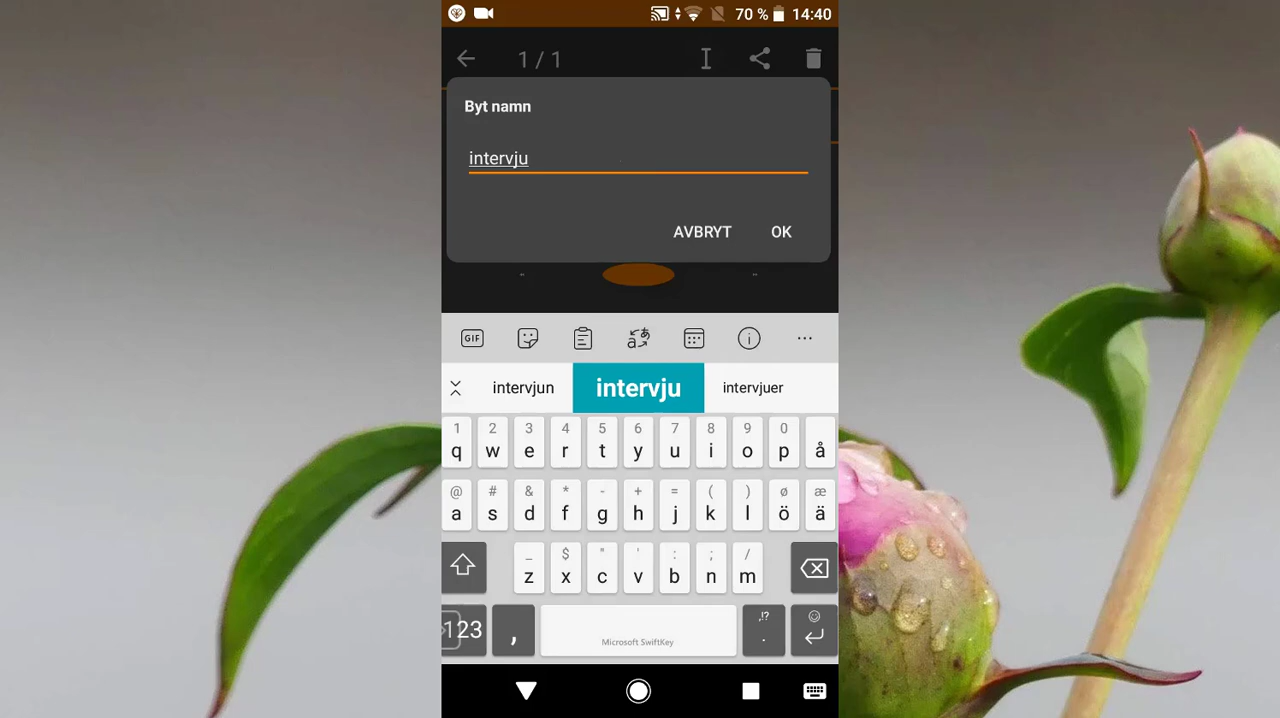 70 % 14:40
1 / 1
Byt namn
intervju
AVBRYT OK
GIF
intervjun intervju intervjuer
1 2 3 4 5 6 7 8 9 0
q w e r t y u i o p å
@ # & * - + = ( ) ø æ
a s d f g h j k l ö ä
_ $ " ' : ; /
z x c v b n m
123 , Microsoft SwiftKey ,!? .